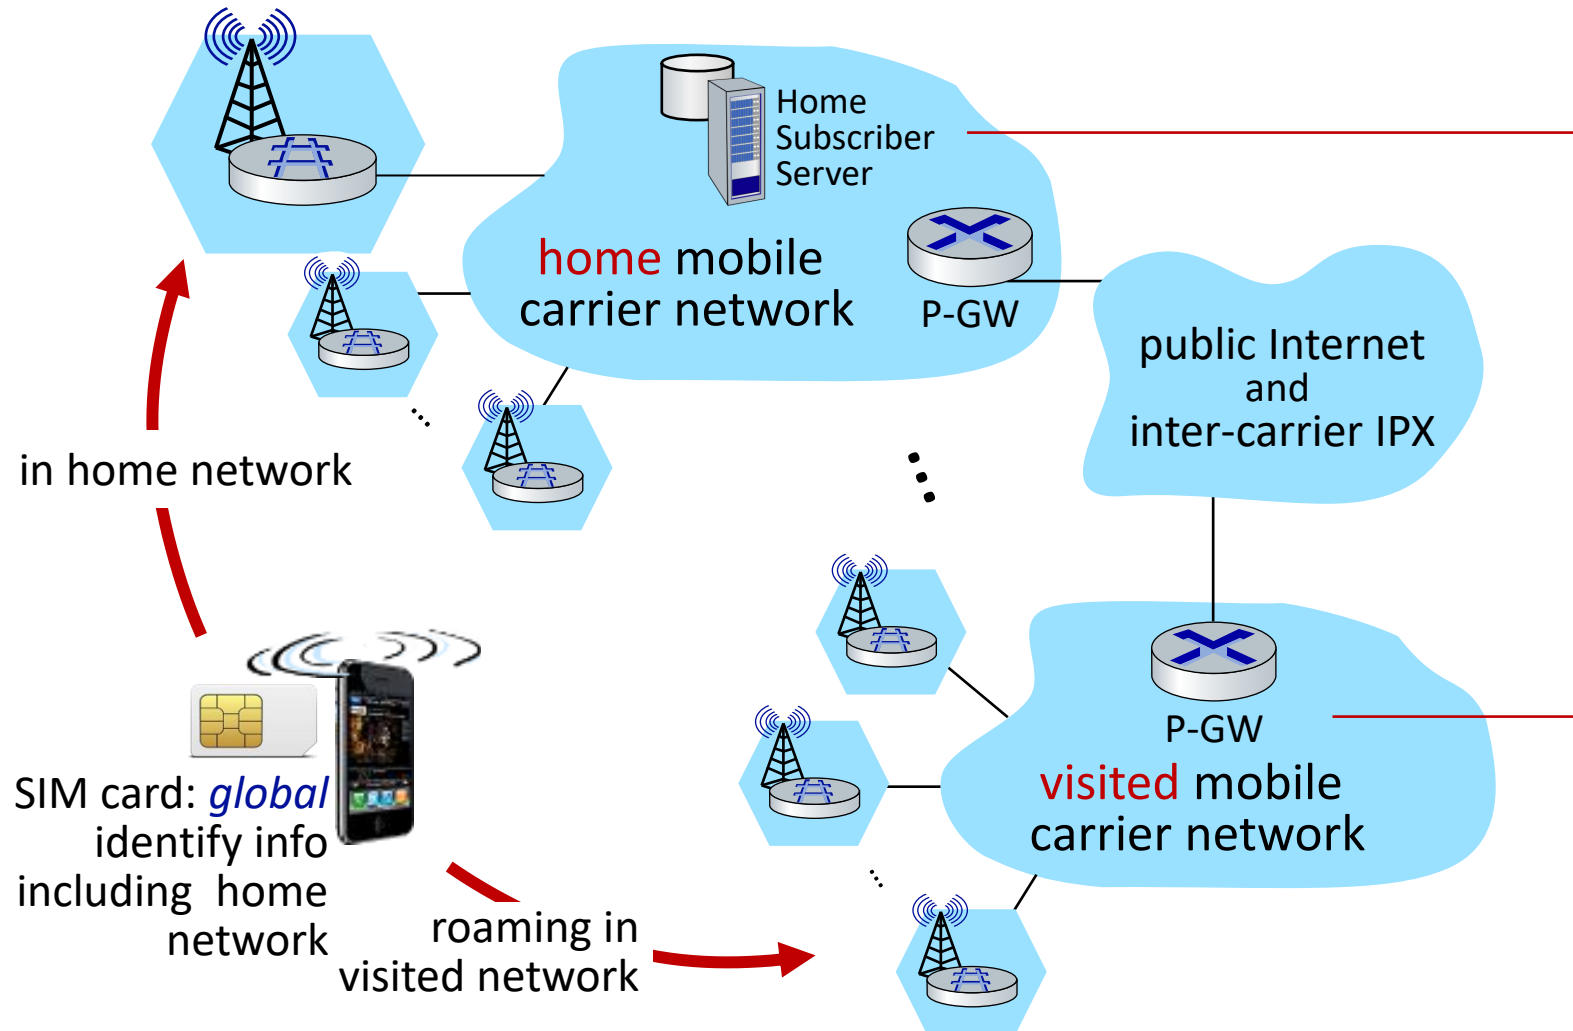 Home
Subscriber
Server
home mobile
carrier network
P-GW
public Internet
and
inter-carrier IPX
in home network
P-GW
visited mobile
carrier network
SIM card: global
identify info
including home
network
roaming in
visited network